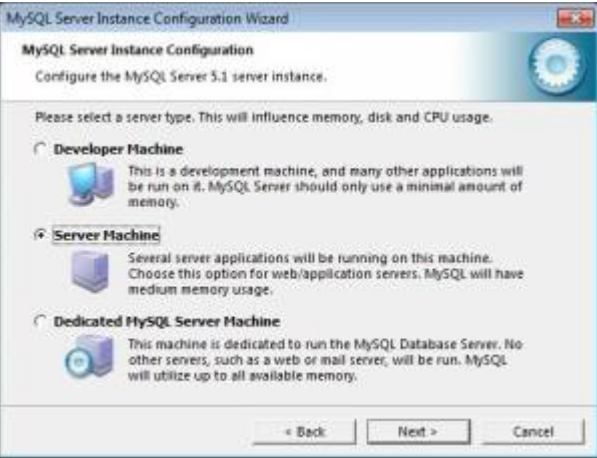 MySQL Server Instance Configuration Wizard
MySQL Server Instance Configuration
Configure the MySQL Server 5.1 server instance.
Please select a server type. This will influence memory, disk and CPU usage.
Developer Machine
This is a development machine, and many other applications will
be run on it. MySQL Server should only use a minimal amount of
memory.
Server Machine
Several server applications will be running on this machine.
Choose this option for web/application servers. MySQL will have
medium memory usage.
Dedicated MySQL Server Machine
This machine is dedicated to run the MySQL Database Server. No
other servers, such as a web or mail server, will be run. MySQL
will utilize up to all available memory.
< Back
Next >
Cancel